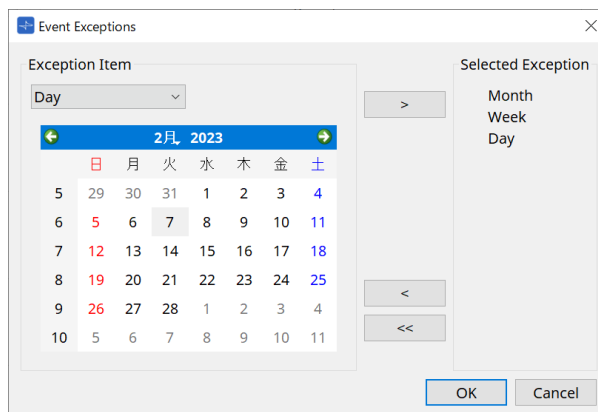 Event Exceptions
Exception Item
Selected Exception
Day
>
Month
Week
Day
2月, 2023
日 月 火 水 木 金 土
5 29 30 31 1 2 3 4
6 5 6 7 8 9 10 11
7 12 13 14 15 16 17 18
8 19 20 21 22 23 24 25
9 26 27 28 1 2 3 4
10 5 6 7 8 9 10 11
<
<<
OK
Cancel